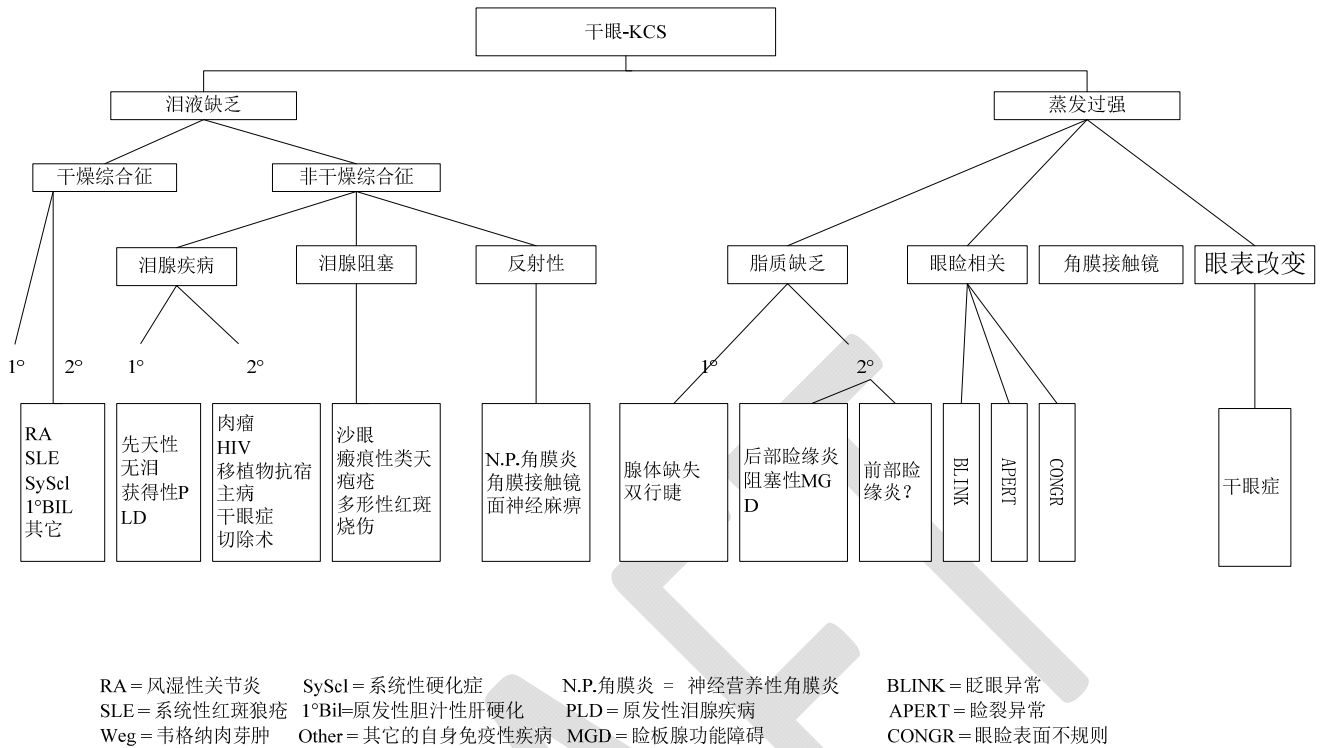 干眼-KCS
泪液缺乏
蒸发过强
干燥综合征
非干燥综合征
泪腺疾病
泪腺阻塞
反射性
脂质缺乏
眼睑相关
角膜接触镜
眼表改变
1°
2°
1°
2°
1°
2°
RA
SLE
SyScl
1°BIL
其它
先天性
无泪
获得性P
LD
肉瘤
HIV
移植物抗宿
主病
干眼症
切除术
沙眼
瘢痕性类天
疱疮
多形性红斑
烧伤
N.P.角膜炎
角膜接触镜
面神经麻痹
腺体缺失
双行睫
后部睑缘炎
阻塞性MG
D
前部睑
缘炎?
BLINK
APERT
CONGR
干眼症
RA = 风湿性关节炎 SyScl = 系统性硬化症 N.P.角膜炎 = 神经营养性角膜炎 BLINK = 眨眼异常
SLE = 系统性红斑狼疮 1°Bil=原发性胆汁性肝硬化 PLD = 原发性泪腺疾病 APERT = 睑裂异常
Weg = 韦格纳肉芽肿 Other = 其它的自身免疫性疾病 MGD = 睑板腺功能障碍 CONGR = 眼睑表面不规则